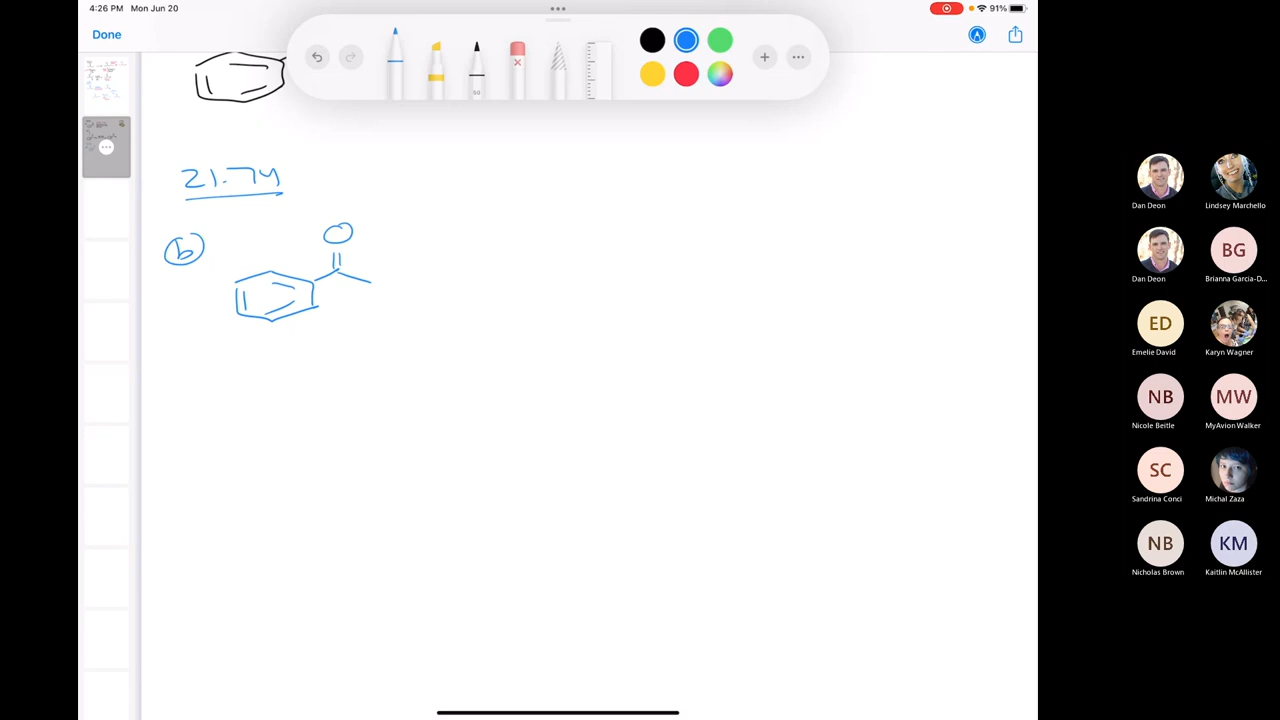 4:26 PM Mon Jun 20
91%
Done
50
21.74
b
O
Dan Deon
Lindsey Marchello
BG
Dan Deon
Brianna Garcia-D...
ED
Emelie David
Karyn Wagner
NB
MW
Nicole Beitle
MyAvion Walker
SC
Sandrina Conci
Michal Zaza
NB
KM
Nicholas Brown
Kaitlin McAllister